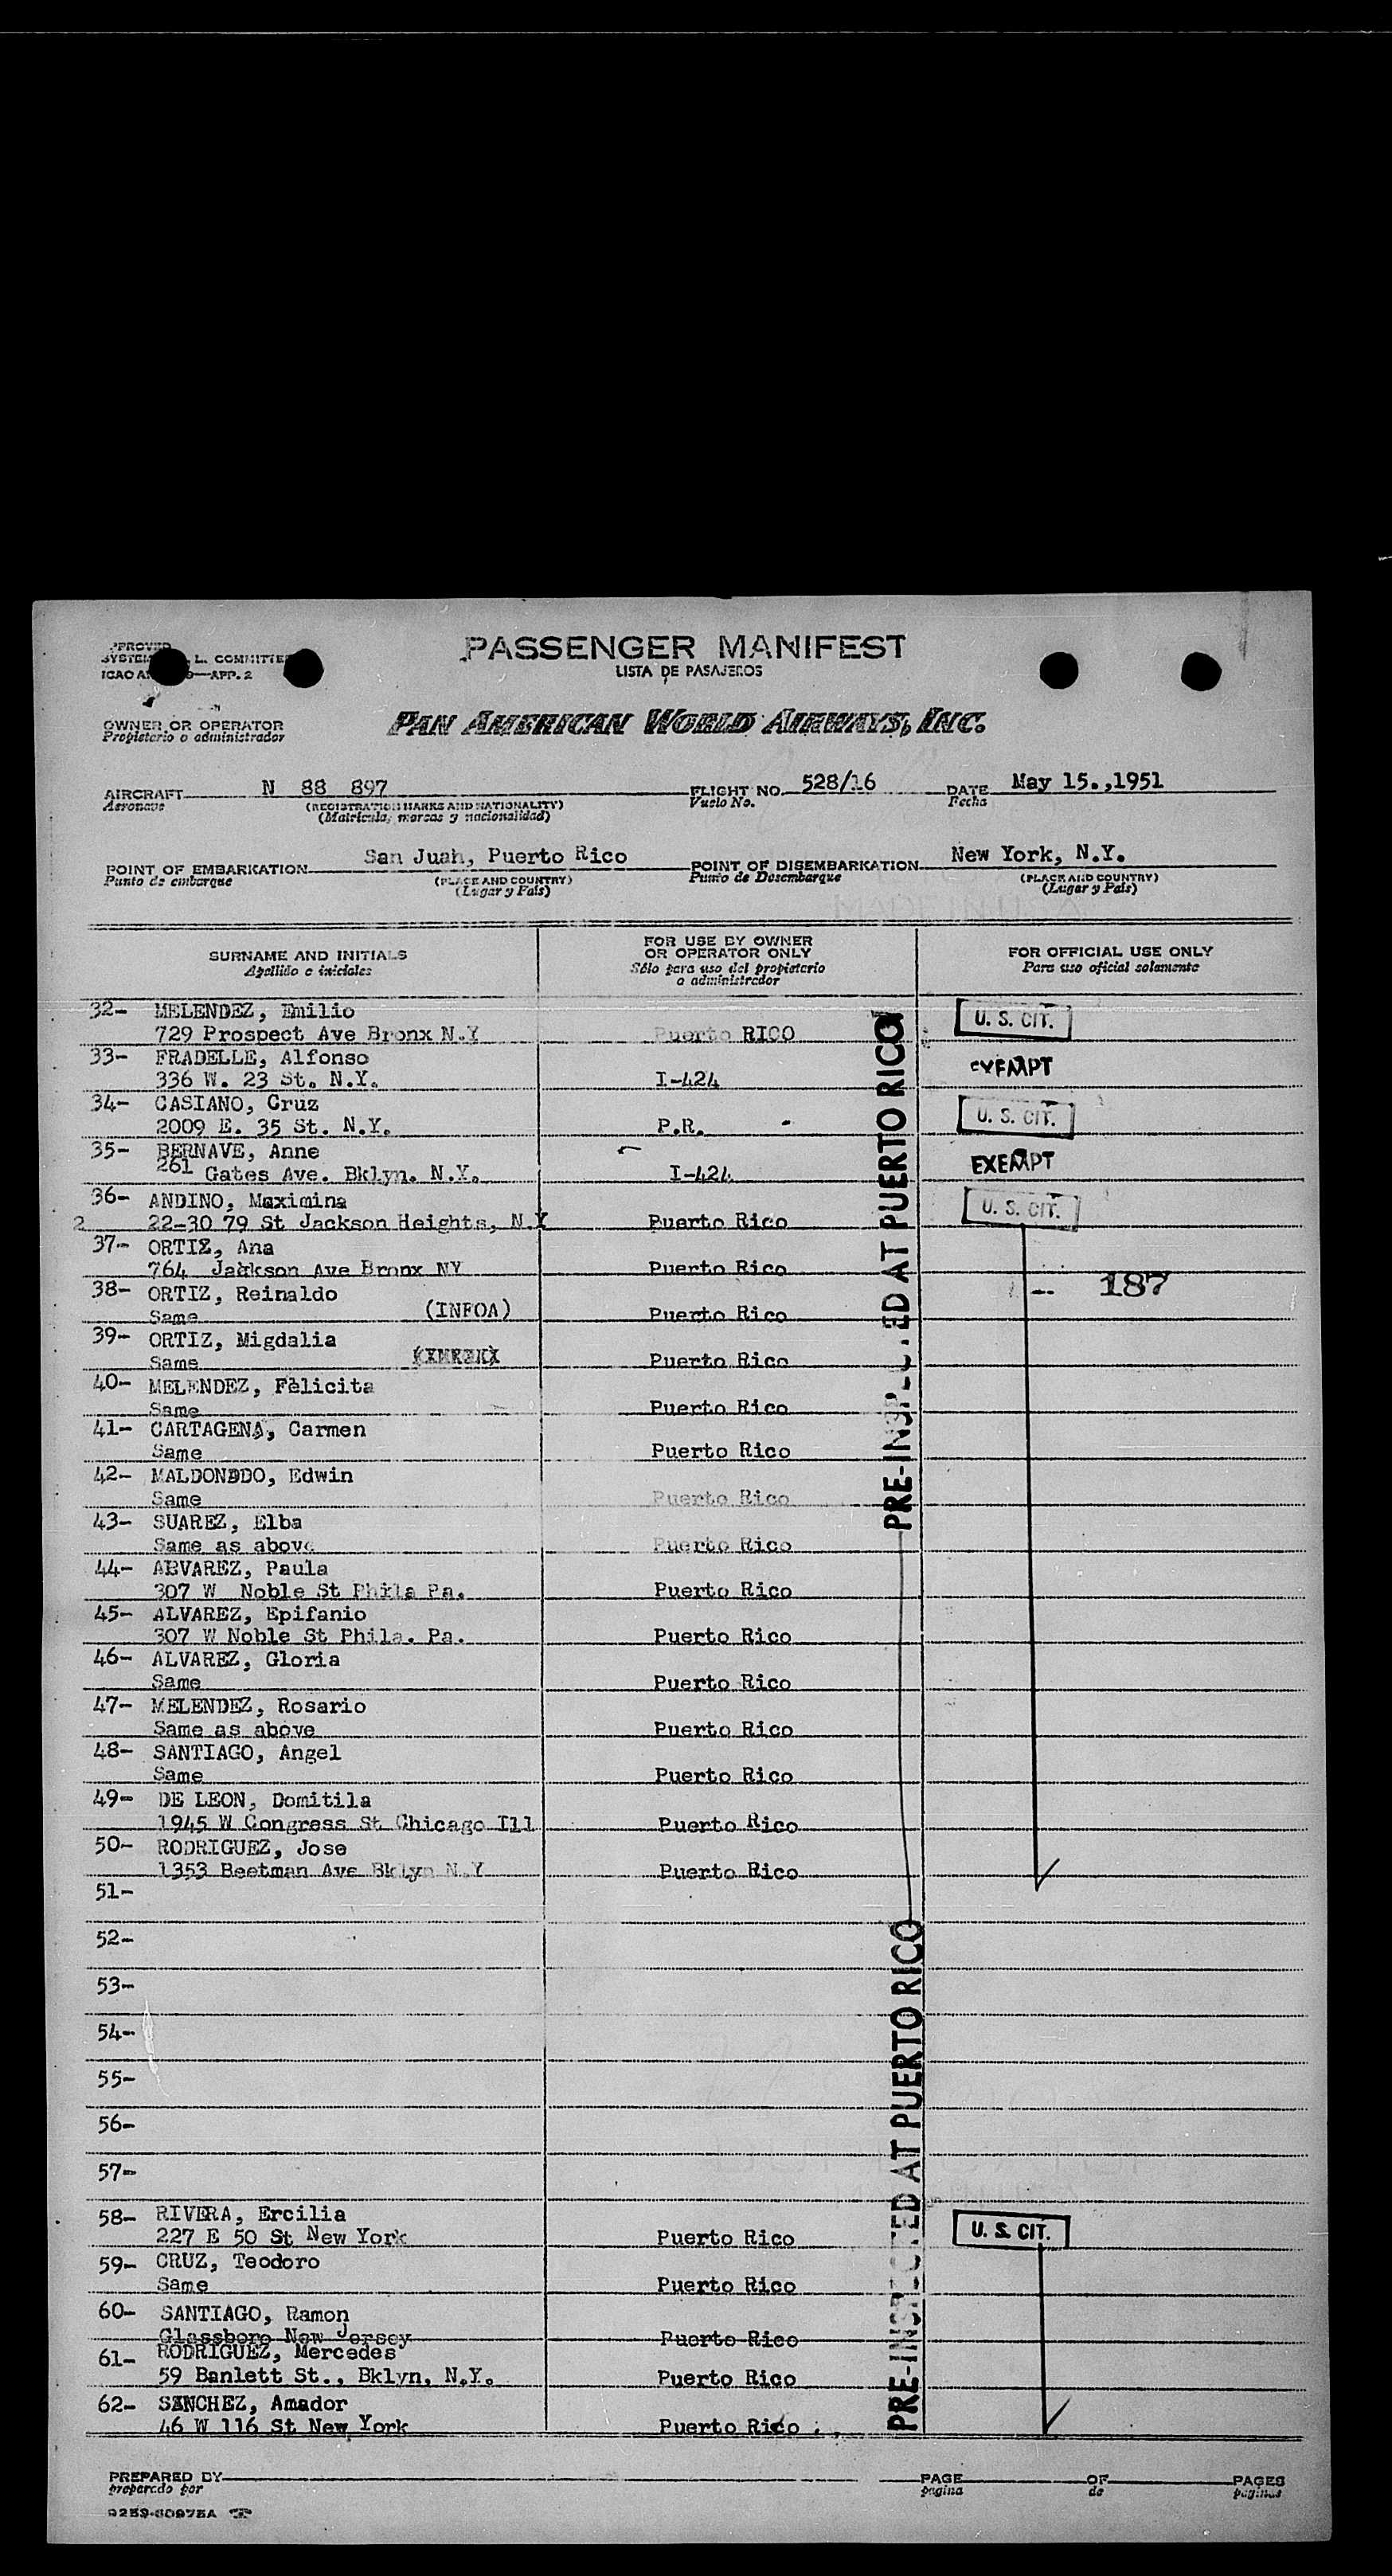 PASSENGER MANIFEST
LISTA DE PASAJEROS
L. COMMITTEE
APP. 2
OWNER OR OPERATOR
Propietario o administrador
PAN AMERICAN WORLD AIRWAYS, INC.
AIRCRAFT N 88 897 FLIGHT NO. 528/16 DATE May 15.,1951
Aeronave (REGISTRATION MARKS AND NATIONALITY) Vuelo No. Fecha
(Matricula, marcas y nacionalidad)
POINT OF EMBARKATION San Juan, Puerto Rico POINT OF DISEMBARKATION New York, N.Y.
Punto de embarque (PLACE AND COUNTRY) Punto de Desembarque (PLACE AND COUNTRY)
(Lugar y País) (Lugar y País)
SURNAME AND INITIALS FOR USE BY OWNER OR OPERATOR ONLY FOR OFFICIAL USE ONLY
Apellido e iniciales Sólo para uso del propietario o administrador Para uso oficial solamente
32- MELENDEZ, Emilio U. S. CIT.
729 Prospect Ave Bronx N.Y Puerto RICO
33- FRADELLE, Alfonso EXEMPT
336 W. 23 St. N.Y. I-424
34- CASIANO, Cruz U. S. CIT.
2009 E. 35 St. N.Y. P.R. -
35- BERNAVE, Anne EXEMPT
261 Gates Ave. Bklyn. N.Y. I-424
36- ANDINO, Maximina U. S. CIT.
2 22-30 79 St Jackson Heights, N.Y Puerto Rico
37- ORTIZ, Ana
764 Jackson Ave Bronx NY Puerto Rico
38- ORTIZ, Reinaldo (INFOA) -- 187
Same Puerto Rico
39- ORTIZ, Migdalia
Same Puerto Rico
40- MELENDEZ, Felicita
Same Puerto Rico
41- CARTAGENA, Carmen
Same Puerto Rico
42- MALDONDDO, Edwin
Same Puerto Rico
43- SUAREZ, Elba
Same as above Puerto Rico
44- ABVAREZ, Paula
307 W Noble St Phila Pa. Puerto Rico
45- ALVAREZ, Epifanio
307 W Noble St Phila. Pa. Puerto Rico
46- ALVAREZ, Gloria
Same Puerto Rico
47- MELENDEZ, Rosario
Same as above Puerto Rico
48- SANTIAGO, Angel
Same Puerto Rico
49- DE LEON, Domitila
1945 W Congress St Chicago Ill Puerto Rico
50- RODRIGUEZ, Jose
1353 Beetman Ave Bklyn N.Y Puerto Rico
PRE-INSPECTED AT PUERTO RICO
51-
52-
53-
54-
55-
56-
57-
58- RIVERA, Ercilia U. S. CIT.
227 E 50 St New York Puerto Rico
59- CRUZ, Teodoro
Same Puerto Rico
60- SANTIAGO, Ramon
Glassboro New Jersey Puerto Rico
61- RODRIGUEZ, Mercedes
59 Banlett St., Bklyn, N.Y. Puerto Rico
62- SANCHEZ, Amador
46 W 116 St New York Puerto Rico
PRE-INSPECTED AT PUERTO RICO
PREPARED BY PAGE OF PAGES
preparado por pagina de páginas